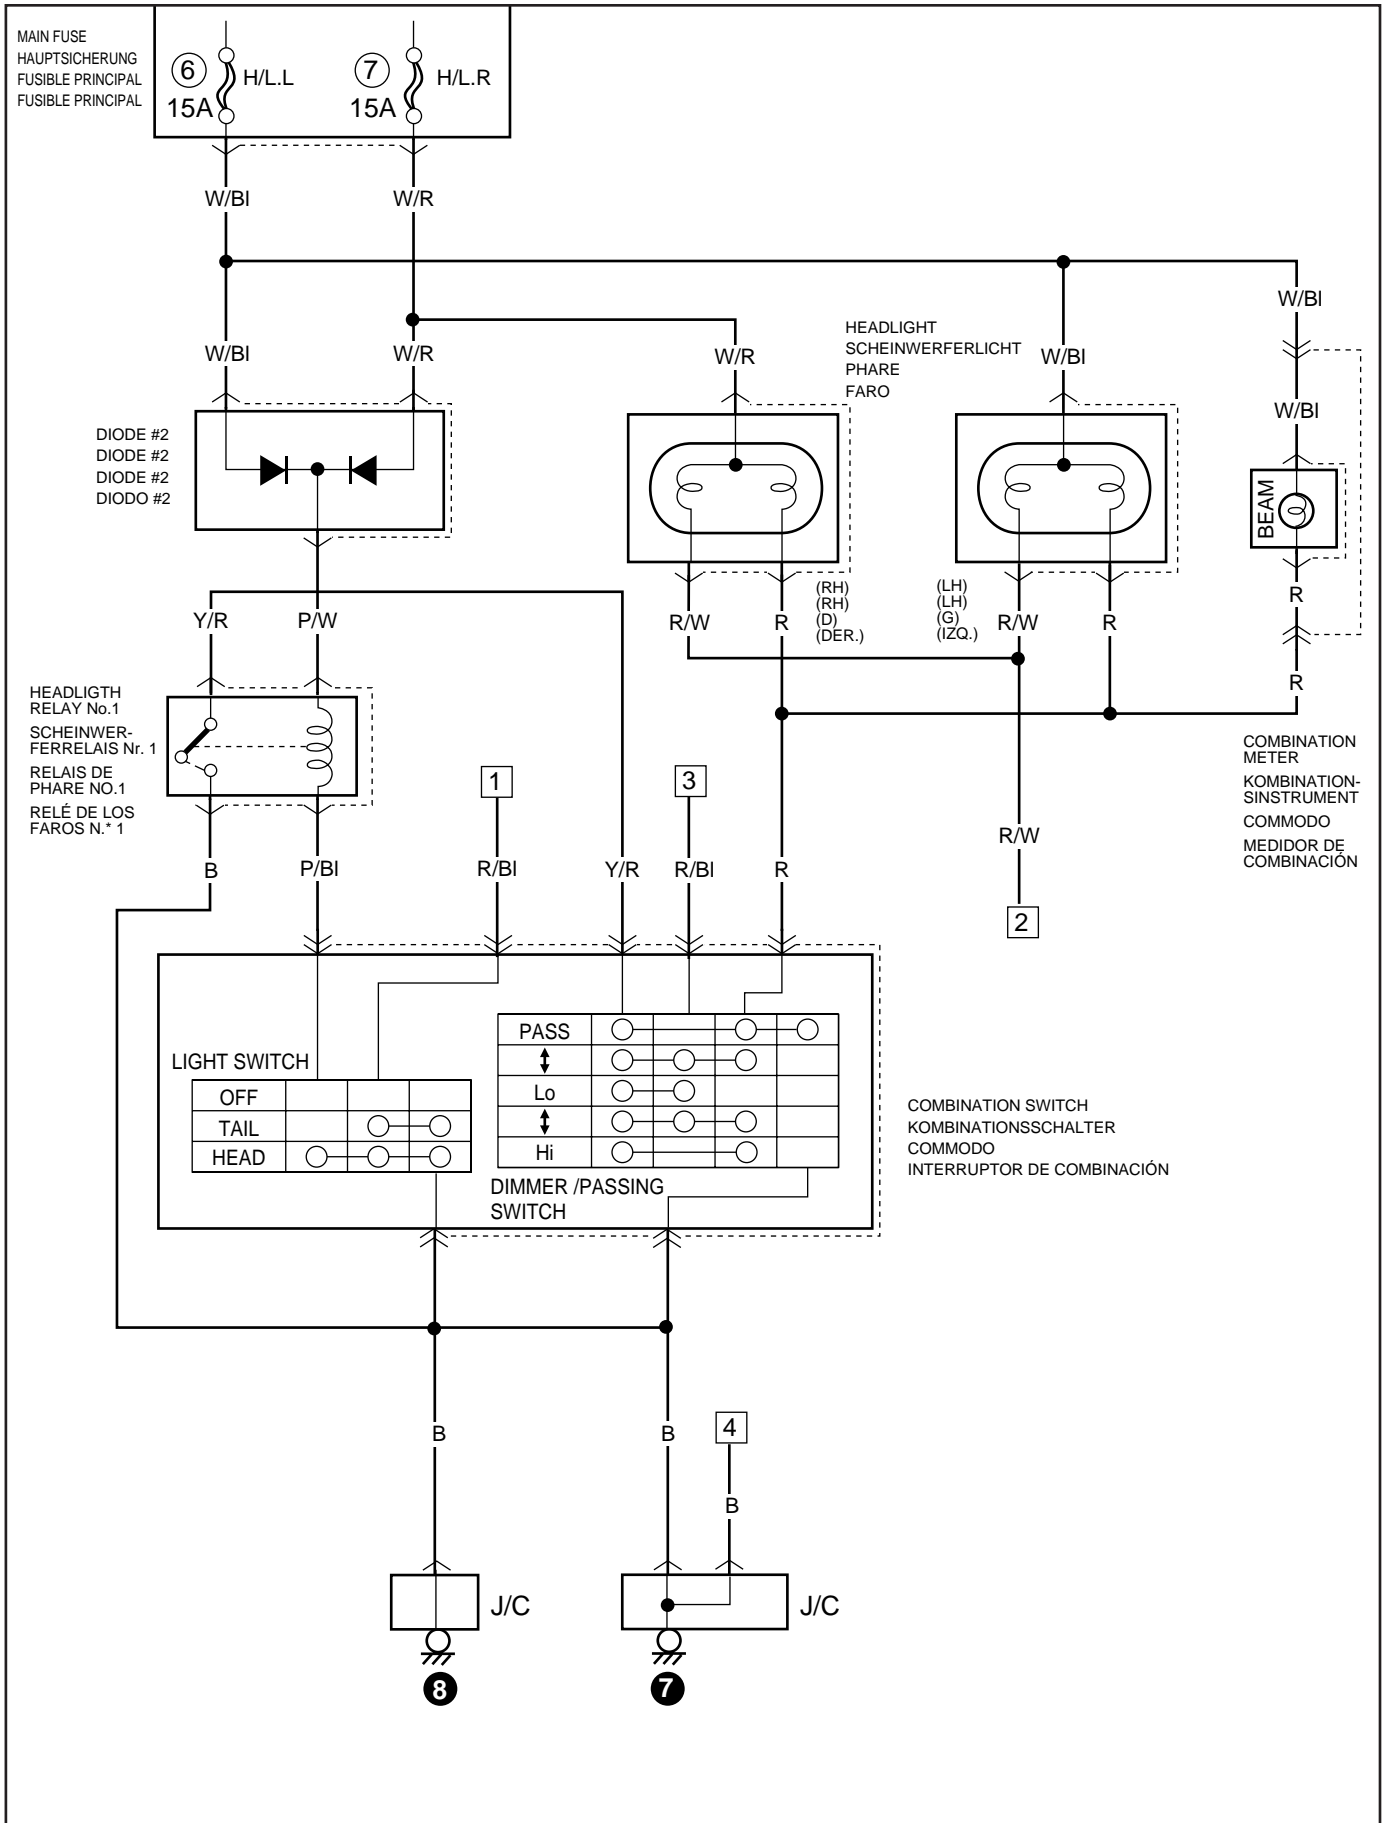 MAIN FUSE
HAUPTSICHERUNG
FUSIBLE PRINCIPAL
FUSIBLE PRINCIPAL
6
15A
H/L.L
7
15A
H/L.R
W/Bl
W/R
W/Bl
W/Bl
W/R
W/R
HEADLIGHT
SCHEINWERFERLICHT
PHARE
FARO
W/Bl
W/Bl
DIODE #2
DIODE #2
DIODE #2
DIODO #2
BEAM
Y/R
P/W
R/W
R
(RH)
(RH)
(D)
(DER.)
(LH)
(LH)
(G)
(IZQ.)
R/W
R
R
R
HEADLIGTH
RELAY No.1
SCHEINWER-
FERRELAIS Nr. 1
RELAIS DE
PHARE NO.1
RELÉ DE LOS
FAROS N.* 1
COMBINATION
METER
KOMBINATION-
SINSTRUMENT
COMMODO
MEDIDOR DE
COMBINACIÓN
1
3
R/W
B
P/Bl
R/Bl
Y/R
R/Bl
R
2
LIGHT SWITCH
OFF
TAIL
HEAD
PASS
Lo
Hi
DIMMER /PASSING
SWITCH
COMBINATION SWITCH
KOMBINATIONSSCHALTER
COMMODO
INTERRUPTOR DE COMBINACIÓN
B
B
4
B
J/C
J/C
8
7